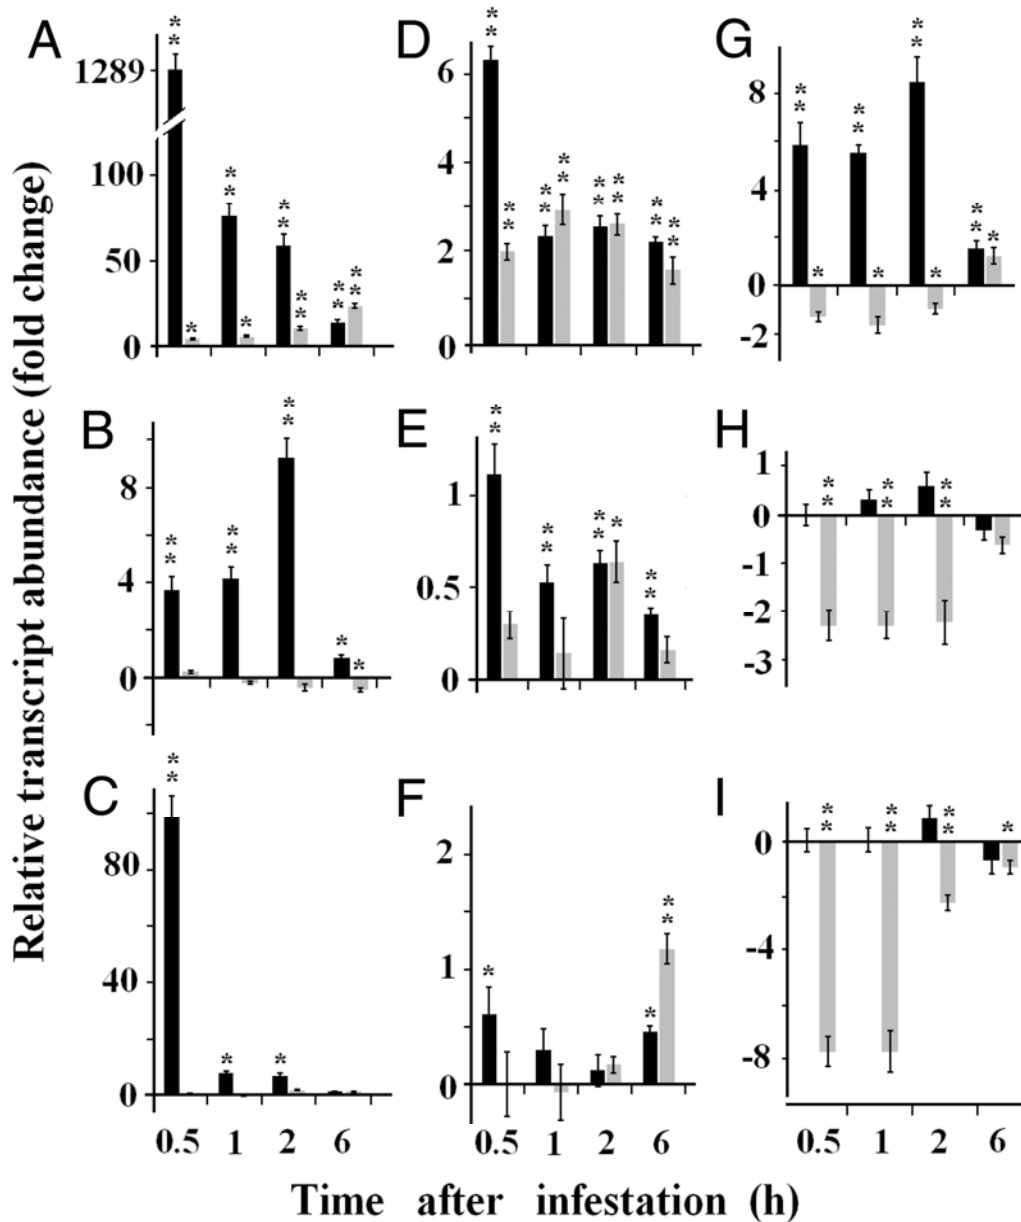 Relative transcript abundance (fold change)
A
1289
100
50
0
** * ** * ** ** ** **
D
6
4
2
0
** ** ** ** ** ** ** **
G
8
4
0
-2
** * ** * ** * ** *
B
8
4
0
** ** ** * *
E
1
0.5
0
** ** ** * **
H
1
0
-1
-2
-3
** ** **
C
80
40
0
** * *
F
2
1
0
* * **
I
0
-4
-8
** ** ** *
0.5 1 2 6
0.5 1 2 6
0.5 1 2 6
Time after infestation (h)